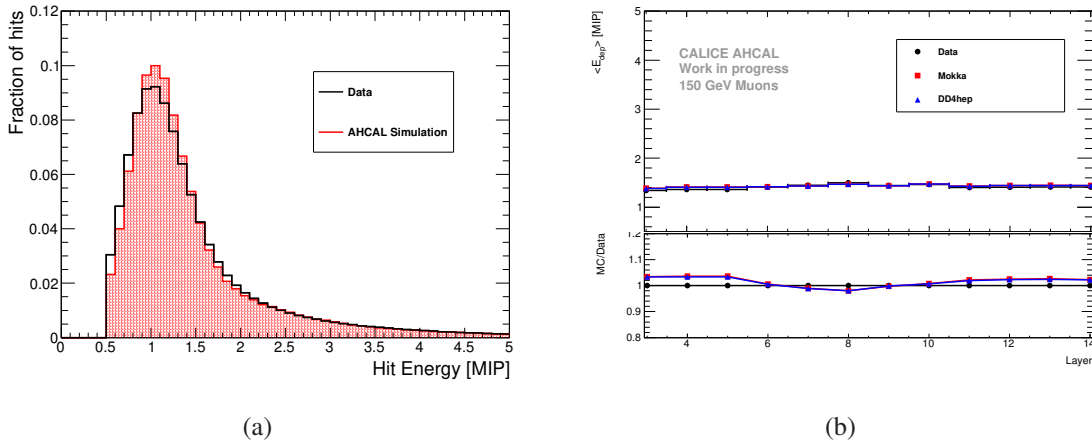 Fraction of hits
0.12
0.1
0.08
0.06
0.04
0.02
0
Data
AHCAL Simulation
0 0.5 1 1.5 2 2.5 3 3.5 4 4.5 5
Hit Energy [MIP]
(a)
<E_dep> [MIP]
5
4
3
2
1
CALICE AHCAL
Work in progress
150 GeV Muons
Data
Mokka
DD4hep
MC/Data
1.2
1.1
1
0.9
0.8
4 6 8 10 12 14
Layer
(b)